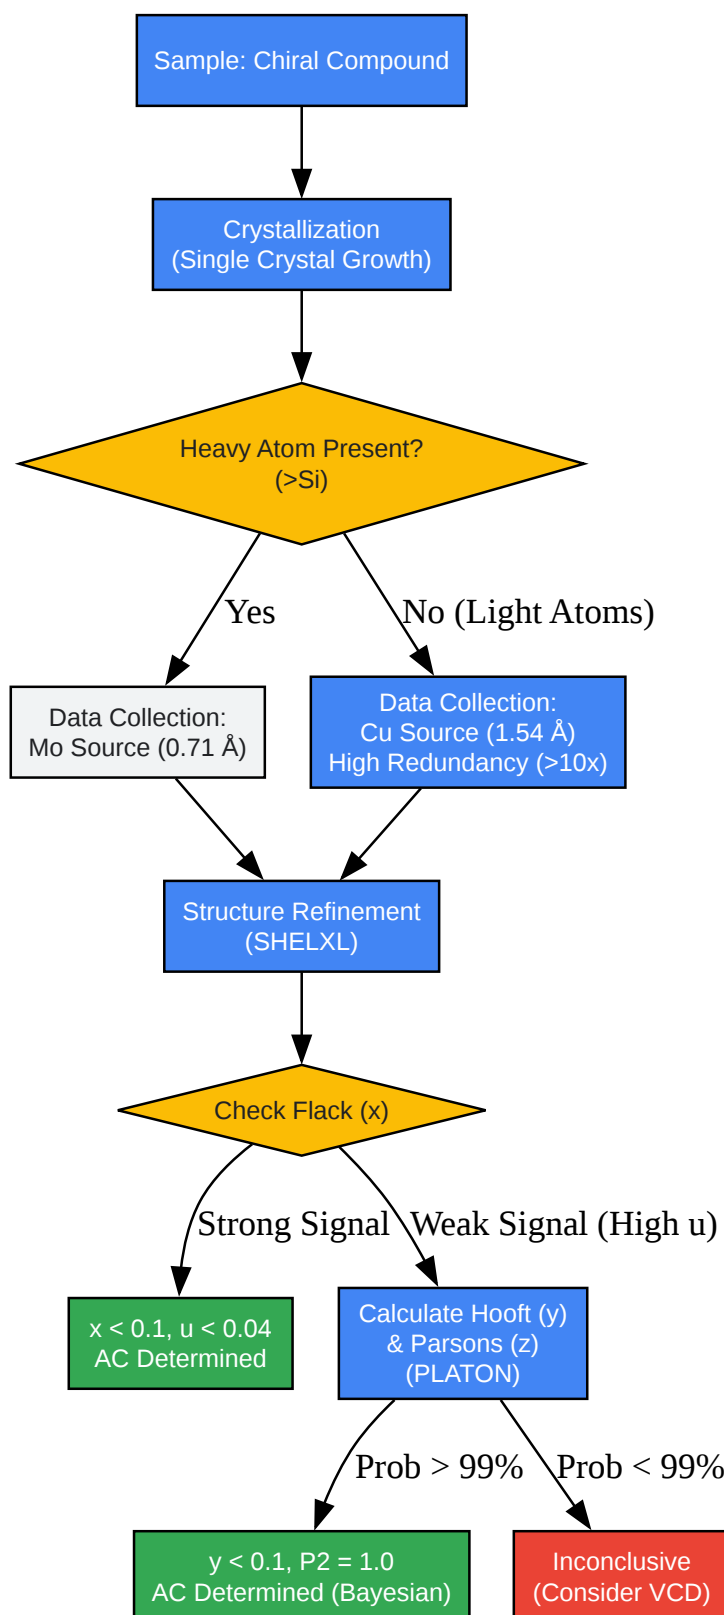 Sample: Chiral Compound
Crystallization
(Single Crystal Growth)
Heavy Atom Present?
(>Si)
Yes
No (Light Atoms)
Data Collection:
Mo Source (0.71 Å)
Data Collection:
Cu Source (1.54 Å)
High Redundancy (>10x)
Structure Refinement
(SHELXL)
Check Flack (x)
Strong Signal
Weak Signal (High u)
x < 0.1, u < 0.04
AC Determined
Calculate Hooft (y)
& Parsons (z)
(PLATON)
Prob > 99%
Prob < 99%
y < 0.1, P2 = 1.0
AC Determined (Bayesian)
Inconclusive
(Consider VCD)